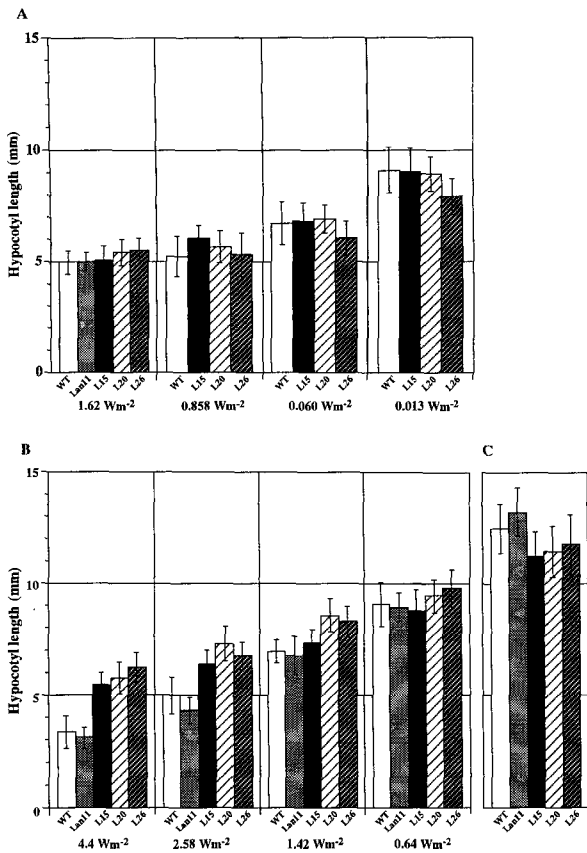 A
Hypocotyl length (mm)
15
10
5
0
WT Lan11 L15 L20 L26 WT L15 L20 L26 WT L15 L20 L26 WT L15 L20 L26
1.62 Wm-2 0.858 Wm-2 0.060 Wm-2 0.013 Wm-2
B C
Hypocotyl length (mm)
15
10
5
0
WT Lan11 L15 L20 L26 WT Lan11 L15 L20 L26 WT Lan11 L15 L20 L26 WT Lan11 L15 L20 L26 WT Lan11 L15 L20 L26
4.4 Wm-2 2.58 Wm-2 1.42 Wm-2 0.64 Wm-2